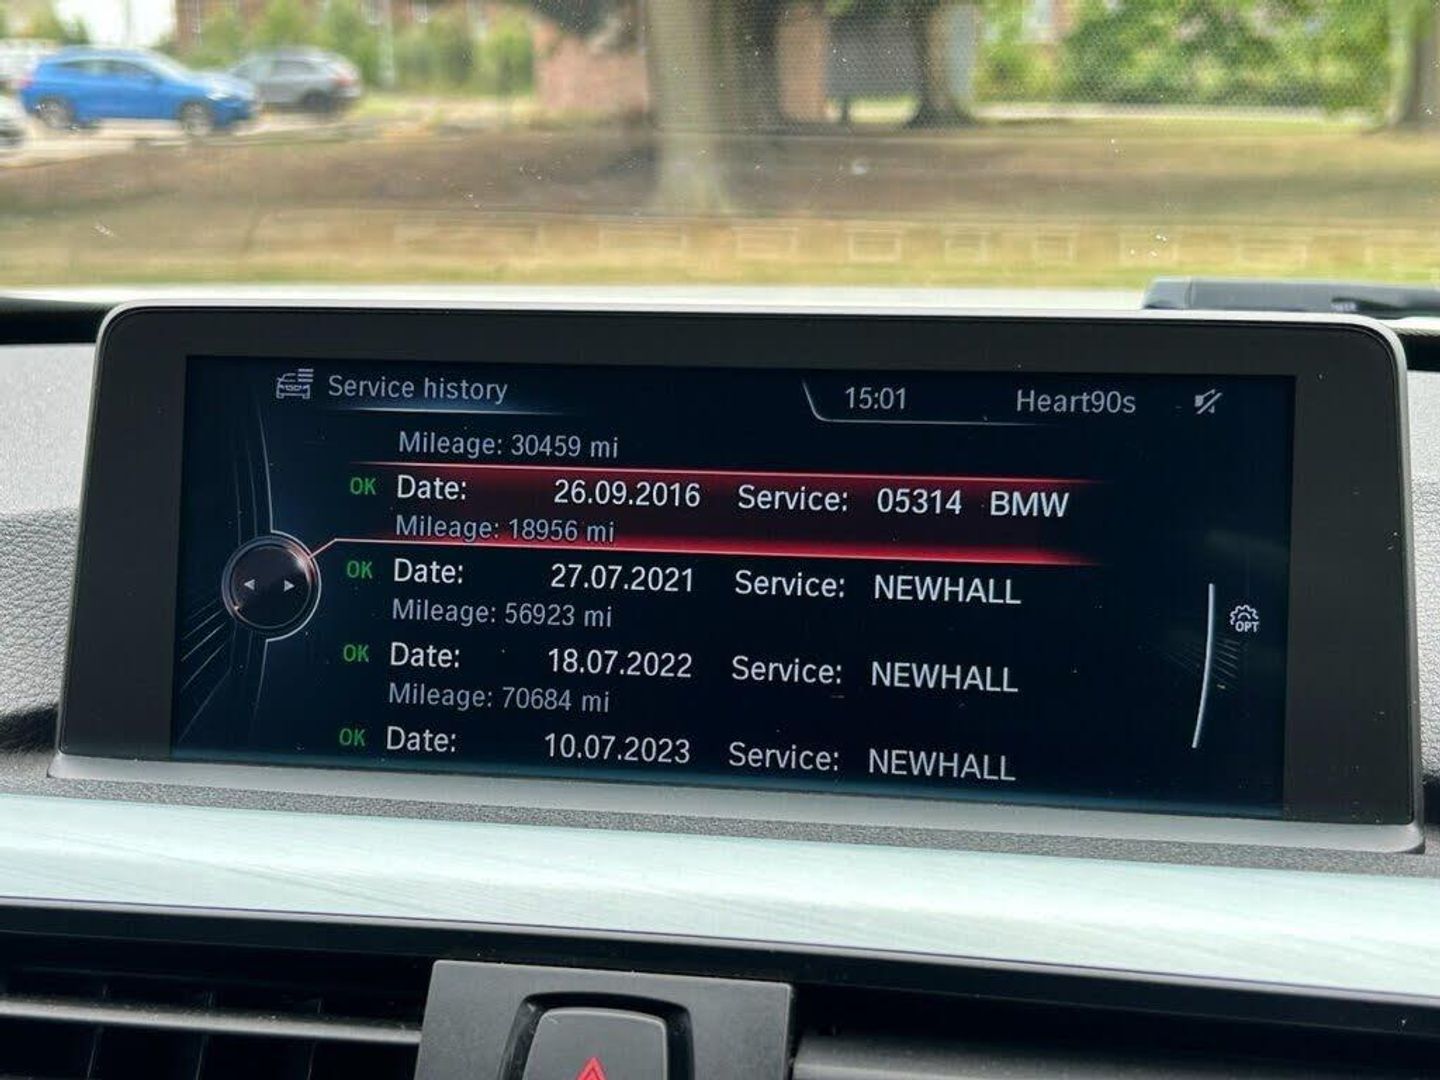 Service history 15:01 Heart90s
Mileage: 30459 mi
OK Date: 26.09.2016 Service: 05314 BMW
Mileage: 18956 mi
OK Date: 27.07.2021 Service: NEWHALL
Mileage: 56923 mi
OK Date: 18.07.2022 Service: NEWHALL
Mileage: 70684 mi
OK Date: 10.07.2023 Service: NEWHALL
OPT